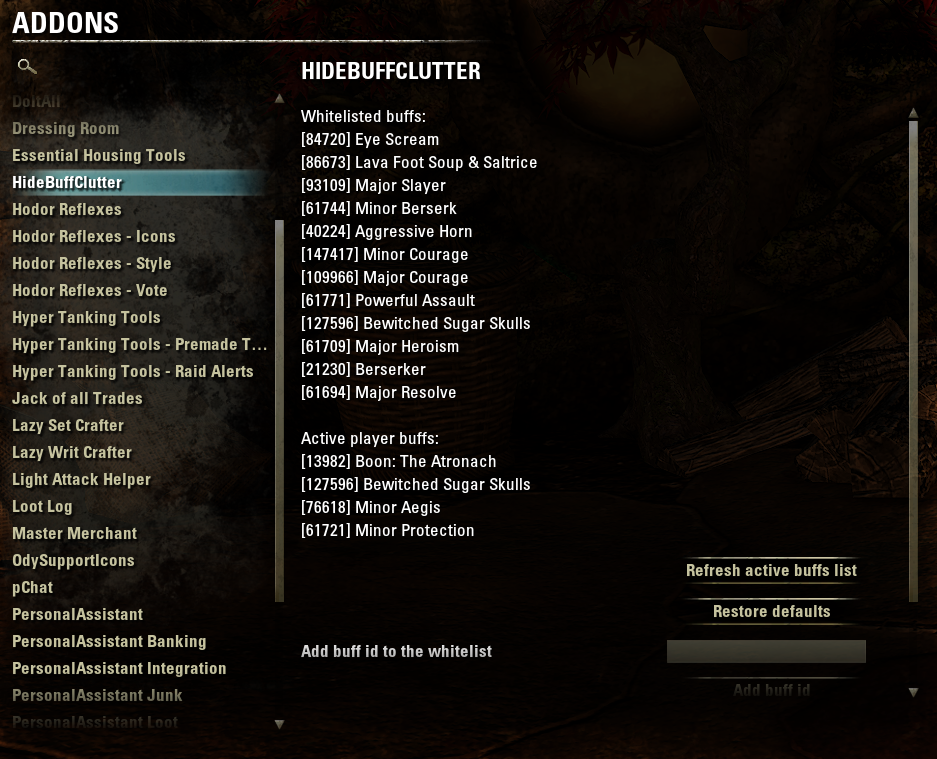 ADDONS
DoItAll
Dressing Room
Essential Housing Tools
HideBuffClutter
Hodor Reflexes
Hodor Reflexes - Icons
Hodor Reflexes - Style
Hodor Reflexes - Vote
Hyper Tanking Tools
Hyper Tanking Tools - Premade T...
Hyper Tanking Tools - Raid Alerts
Jack of all Trades
Lazy Set Crafter
Lazy Writ Crafter
Light Attack Helper
Loot Log
Master Merchant
OdySupportIcons
pChat
PersonalAssistant
PersonalAssistant Banking
PersonalAssistant Integration
PersonalAssistant Junk
PersonalAssistant Loot
HIDEBUFFCLUTTER
Whitelisted buffs:
[84720] Eye Scream
[86673] Lava Foot Soup & Saltrice
[93109] Major Slayer
[61744] Minor Berserk
[40224] Aggressive Horn
[147417] Minor Courage
[109966] Major Courage
[61771] Powerful Assault
[127596] Bewitched Sugar Skulls
[61709] Major Heroism
[21230] Berserker
[61694] Major Resolve
Active player buffs:
[13982] Boon: The Atronach
[127596] Bewitched Sugar Skulls
[76618] Minor Aegis
[61721] Minor Protection
Refresh active buffs list
Restore defaults
Add buff id to the whitelist
Add buff id